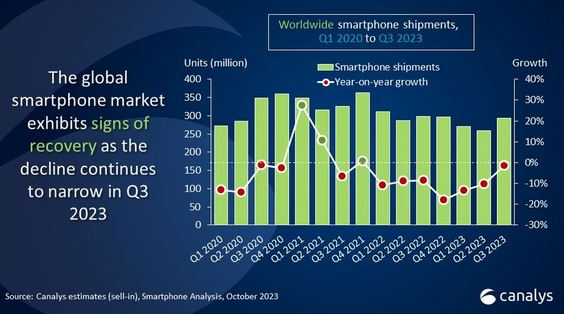 Worldwide smartphone shipments,
Q1 2020 to Q3 2023
The global
smartphone market
exhibits signs of
recovery as the
decline continues
to narrow in Q3
2023
Units (million)
Growth
Smartphone shipments
Year-on-year growth
400
350
300
250
200
150
100
50
0
40%
30%
20%
10%
0%
-10%
-20%
-30%
Q1 2020
Q2 2020
Q3 2020
Q4 2020
Q1 2021
Q2 2021
Q3 2021
Q4 2021
Q1 2022
Q2 2022
Q3 2022
Q4 2022
Q1 2023
Q2 2023
Q3 2023
Source: Canalys estimates (sell-in), Smartphone Analysis, October 2023
canalys